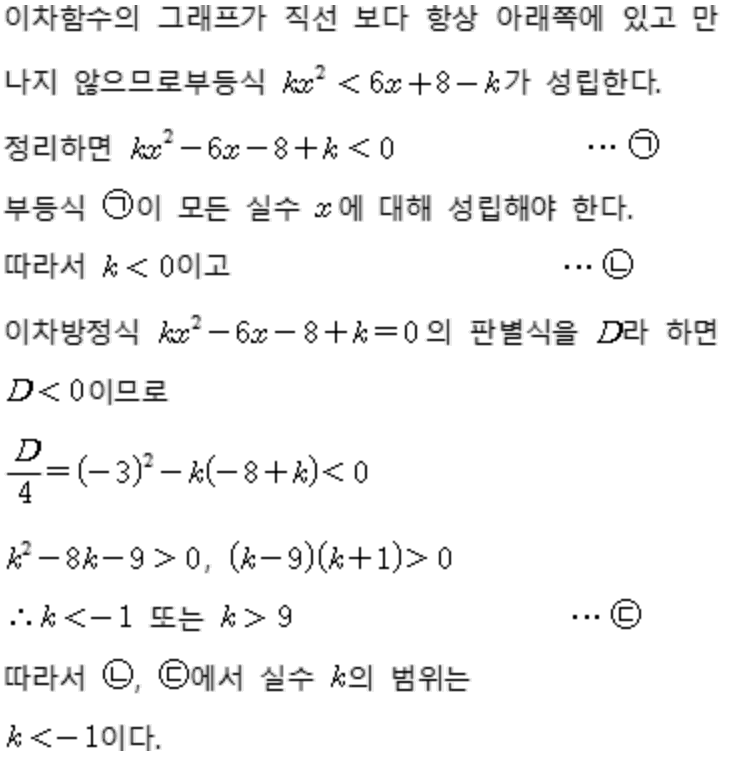 이차함수의 그래프가 직선 보다 항상 아래쪽에 있고 만
나지 않으므로부등식 kx² < 6x + 8 − k가 성립한다.
정리하면 kx² − 6x − 8 + k < 0 ⋯ ㉠
부등식 ㉠이 모든 실수 x에 대해 성립해야 한다.
따라서 k < 0이고 ⋯ ㉡
이차방정식 kx² − 6x − 8 + k = 0의 판별식을 D라 하면
D < 0이므로
D/4 = (−3)² − k(−8 + k) < 0
k² − 8k − 9 > 0, (k − 9)(k + 1) > 0
∴ k < −1 또는 k > 9 ⋯ ㉢
따라서 ㉡, ㉢에서 실수 k의 범위는
k < −1이다.